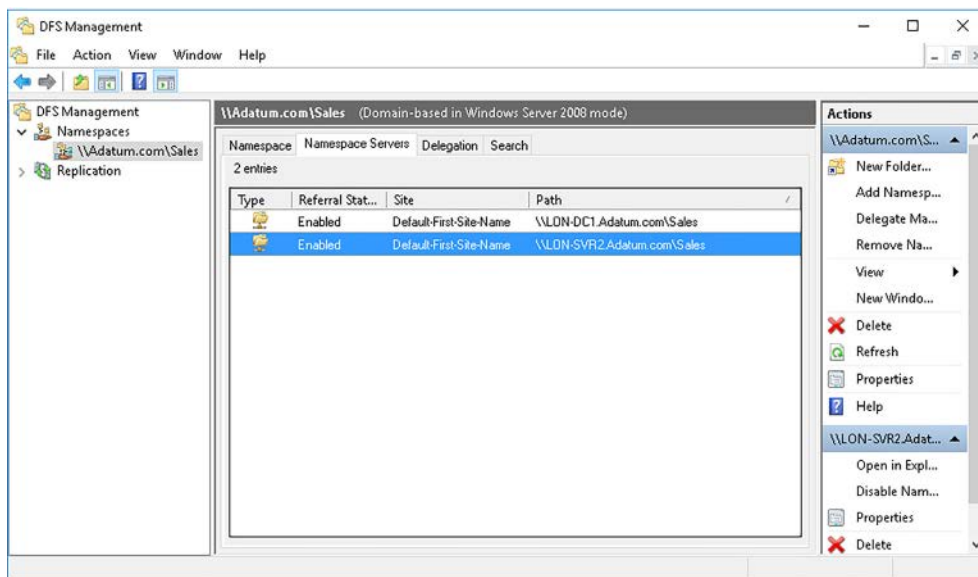 DFS Management
File Action View Window Help
DFS Management
Namespaces
\\Adatum.com\Sales
Replication
\\Adatum.com\Sales (Domain-based in Windows Server 2008 mode)
Namespace Namespace Servers Delegation Search
2 entries
Type Referral Stat... Site Path
Enabled Default-First-Site-Name \\LON-DC1.Adatum.com\Sales
Enabled Default-First-Site-Name \\LON-SVR2.Adatum.com\Sales
Actions
\\Adatum.com\S...
New Folder...
Add Namesp...
Delegate Ma...
Remove Na...
View
New Windo...
Delete
Refresh
Properties
Help
\\LON-SVR2.Adat...
Open in Expl...
Disable Nam...
Properties
Delete